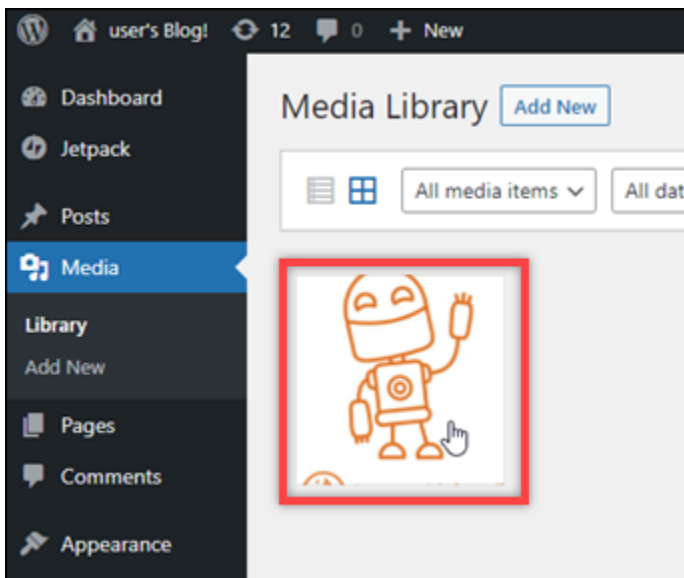 user's Blog! 12 0 New
Dashboard
Jetpack
Posts
Media
Library
Add New
Pages
Comments
Appearance
Media Library Add New
All media items All dat